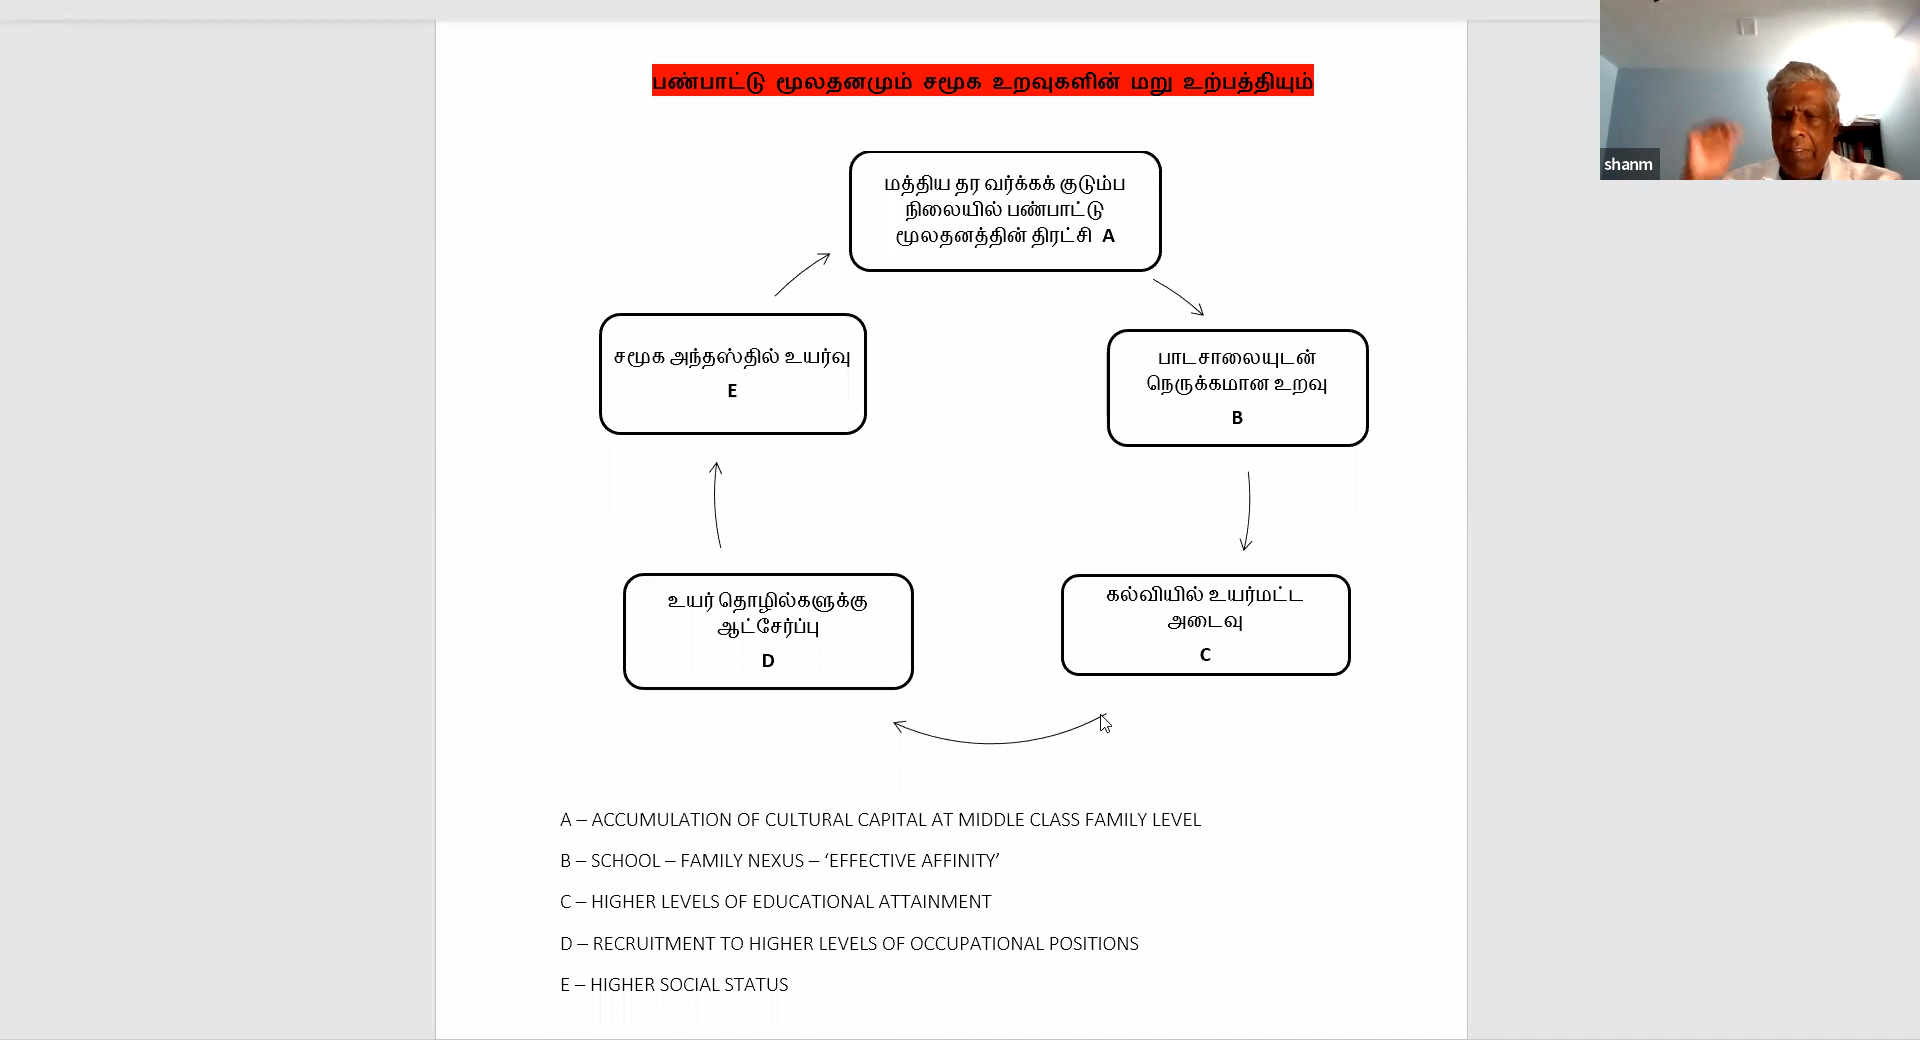 பண்பாட்டு மூலதனமும் சமூக உறவுகளின் மறு உற்பத்தியும்
shanm
மத்திய தர வர்க்கக் குடும்ப
நிலையில் பண்பாட்டு
மூலதனத்தின் திரட்சி A
சமூக அந்தஸ்தில் உயர்வு
E
பாடசாலையுடன்
நெருக்கமான உறவு
B
உயர் தொழில்களுக்கு
ஆட்சேர்ப்பு
D
கல்வியில் உயர்மட்ட
அடைவு
C
A – ACCUMULATION OF CULTURAL CAPITAL AT MIDDLE CLASS FAMILY LEVEL
B – SCHOOL – FAMILY NEXUS – ‘EFFECTIVE AFFINITY’
C – HIGHER LEVELS OF EDUCATIONAL ATTAINMENT
D – RECRUITMENT TO HIGHER LEVELS OF OCCUPATIONAL POSITIONS
E – HIGHER SOCIAL STATUS